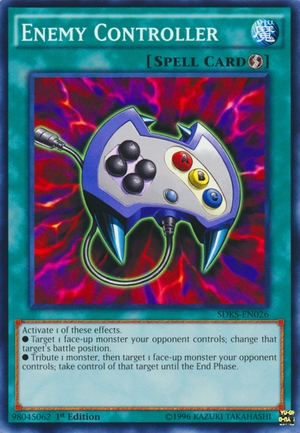 ENEMY CONTROLLER
[SPELL CARD]
A
B
C
SDKS-EN026
Activate 1 of these effects.
● Target 1 face-up monster your opponent controls; change that
target's battle position.
● Tribute 1 monster, then target 1 face-up monster your opponent
controls; take control of that target until the End Phase.
98045062
1st Edition
©1996 KAZUKI TAKAHASHI